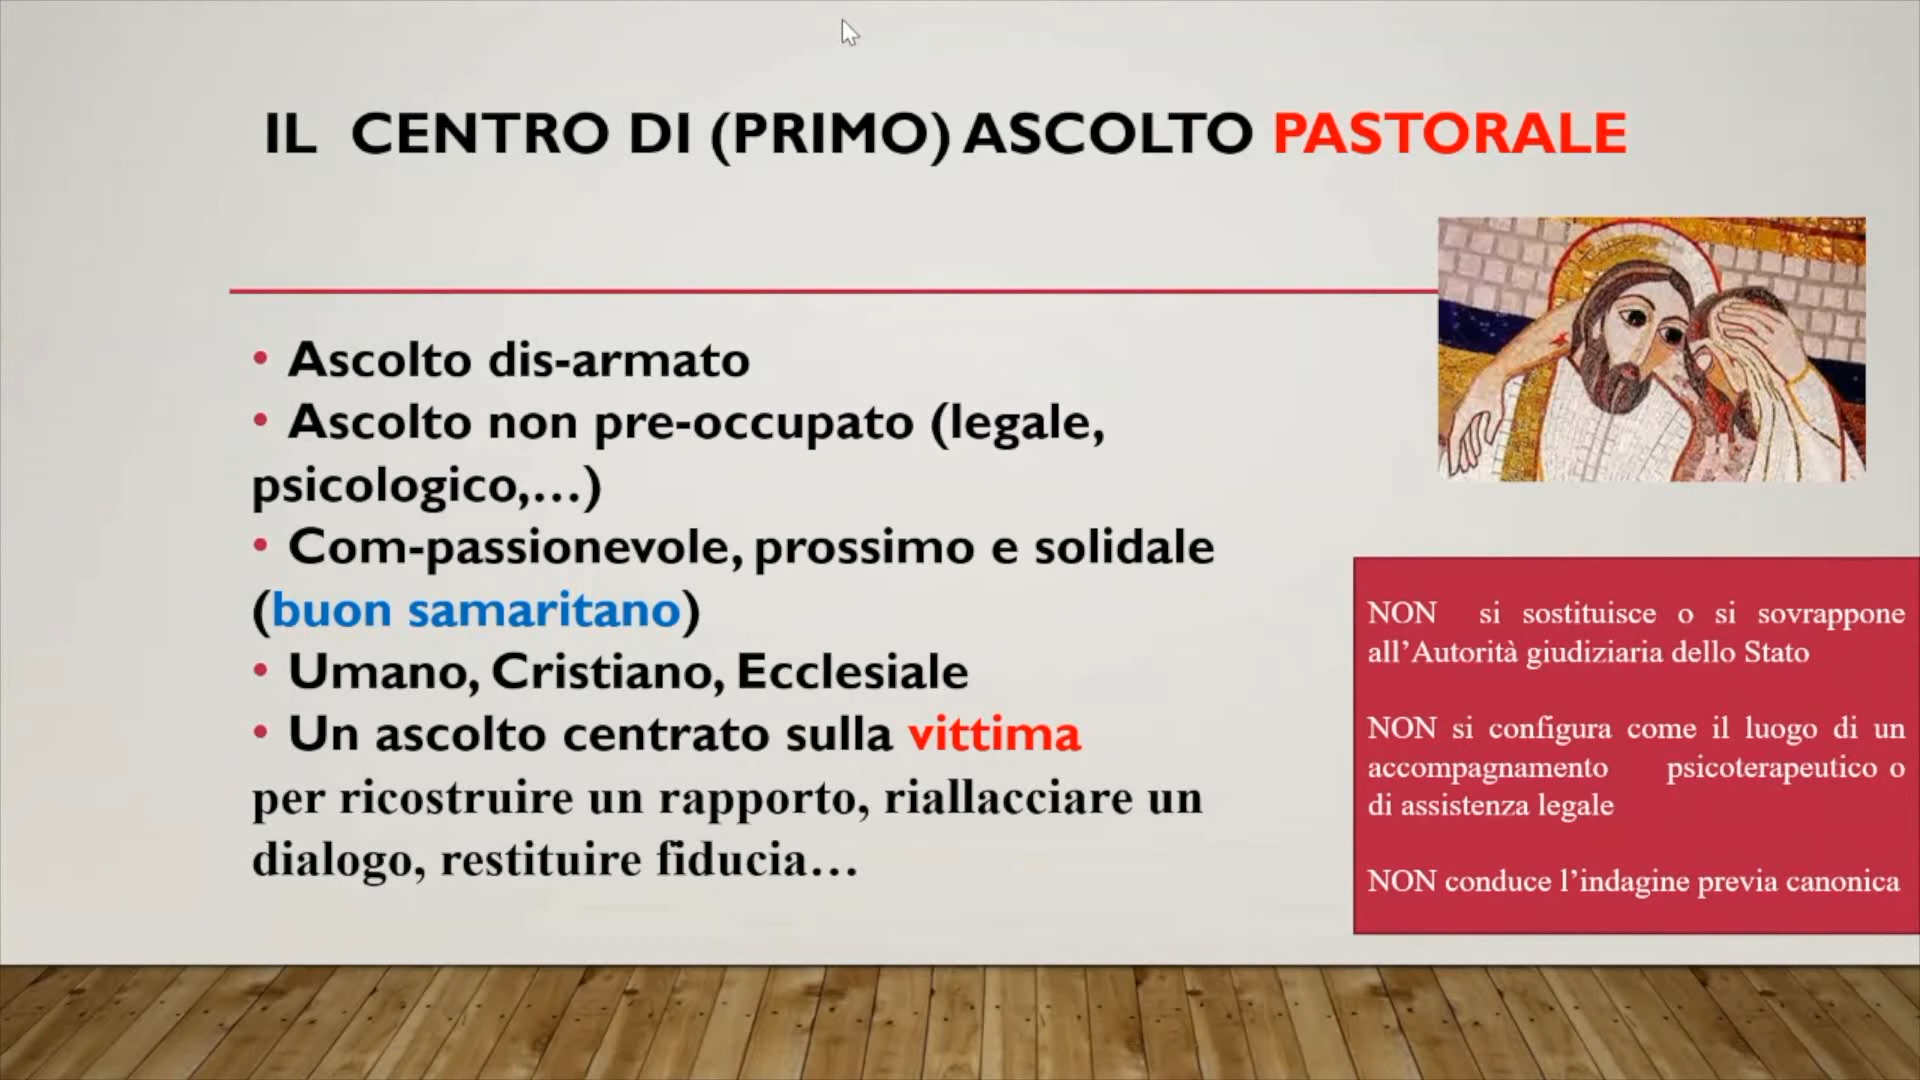 IL CENTRO DI (PRIMO) ASCOLTO PASTORALE
• Ascolto dis-armato
• Ascolto non pre-occupato (legale,
psicologico,…)
• Com-passionevole, prossimo e solidale
(buon samaritano)
• Umano, Cristiano, Ecclesiale
• Un ascolto centrato sulla vittima
per ricostruire un rapporto, riallacciare un
dialogo, restituire fiducia…
NON si sostituisce o si sovrappone
all’Autorità giudiziaria dello Stato
NON si configura come il luogo di un
accompagnamento psicoterapeutico o
di assistenza legale
NON conduce l’indagine previa canonica